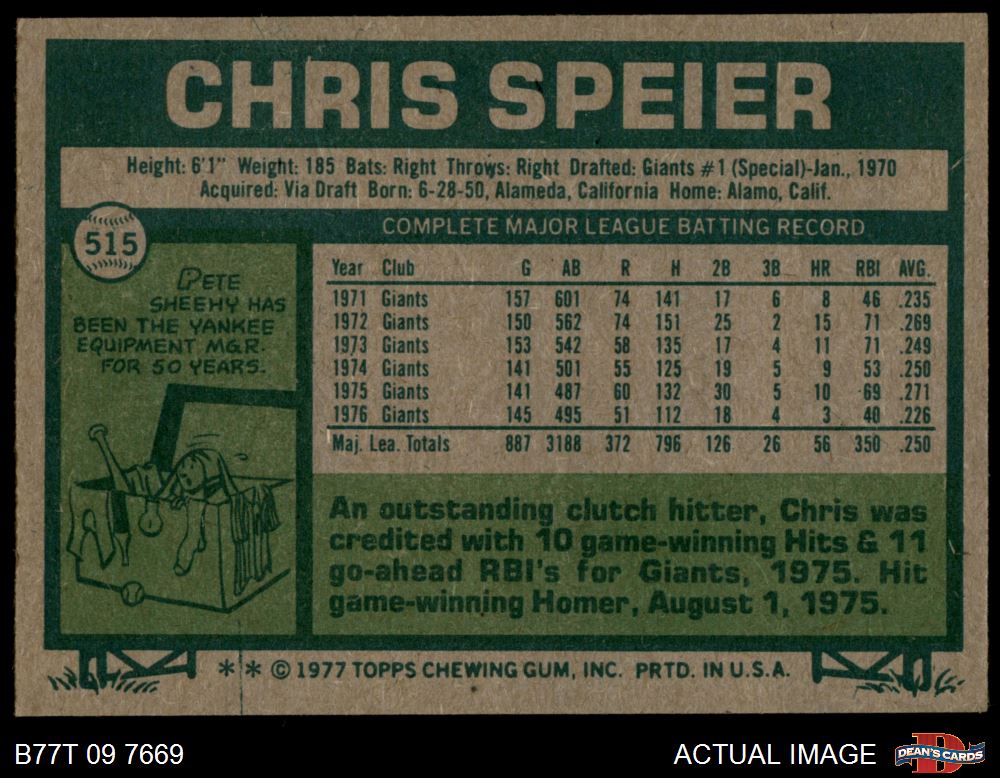 CHRIS SPEIER
Height: 6'1" Weight: 185 Bats: Right Throws: Right Drafted: Giants #1 (Special)-Jan., 1970
Acquired: Via Draft Born: 6-28-50, Alameda, California Home: Alamo, Calif.
515
PETE
SHEEHY HAS
BEEN THE YANKEE
EQUIPMENT MGR.
FOR 50 YEARS.
COMPLETE MAJOR LEAGUE BATTING RECORD
Year Club G AB R H 2B 3B HR RBI AVG.
1971 Giants 157 601 74 141 17 6 8 46 .235
1972 Giants 150 562 74 151 25 2 15 71 .269
1973 Giants 153 542 58 135 17 4 11 71 .249
1974 Giants 141 501 55 125 19 5 9 53 .250
1975 Giants 141 487 60 132 30 5 10 69 .271
1976 Giants 145 495 51 112 18 4 3 40 .226
Maj. Lea. Totals 887 3188 372 796 126 26 56 350 .250
An outstanding clutch hitter, Chris was
credited with 10 game-winning Hits & 11
go-ahead RBI's for Giants, 1975. Hit
game-winning Homer, August 1, 1975.
** © 1977 TOPPS CHEWING GUM, INC. PRTD. IN U.S.A.
B77T 09 7669
ACTUAL IMAGE
DEAN'S CARDS